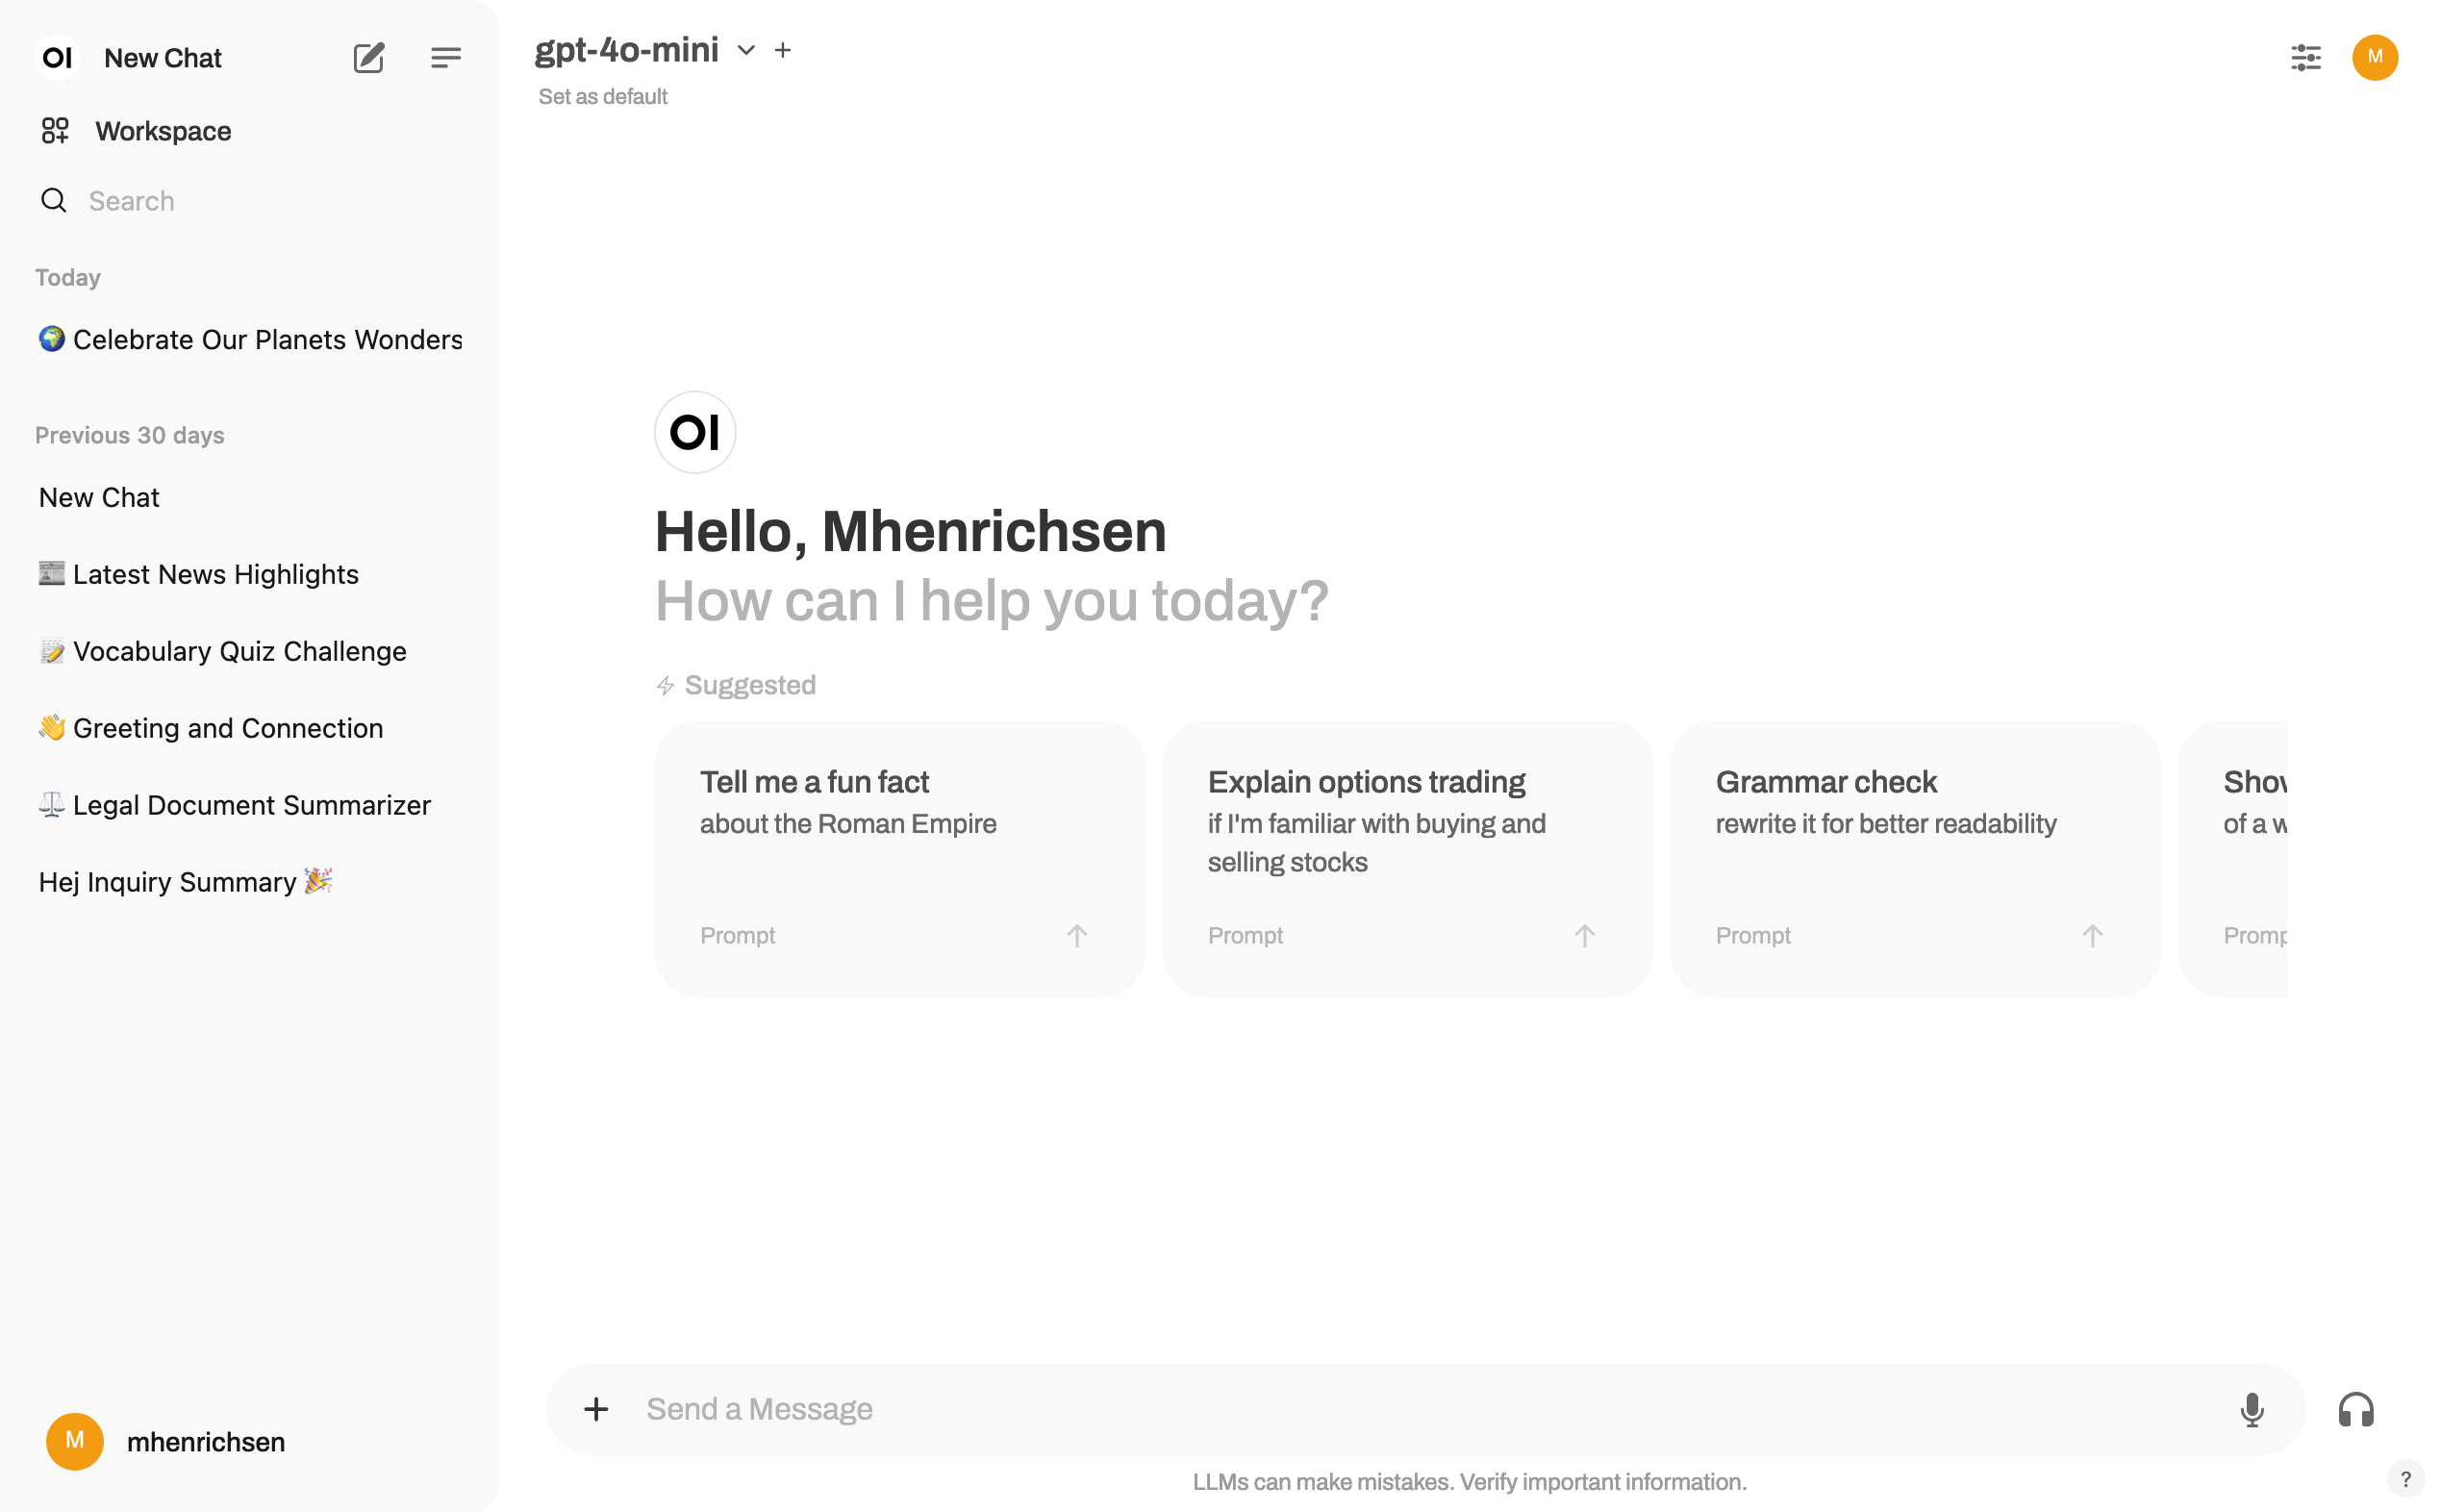 OI New Chat
Workspace
Search
Today
🌍 Celebrate Our Planets Wonders
Previous 30 days
New Chat
📰 Latest News Highlights
📝 Vocabulary Quiz Challenge
👋 Greeting and Connection
⚖️ Legal Document Summarizer
Hej Inquiry Summary 🎉
M mhenrichsen
gpt-4o-mini
Set as default
M
OI
Hello, Mhenrichsen
How can I help you today?
Suggested
Tell me a fun fact
about the Roman Empire
Prompt
Explain options trading
if I'm familiar with buying and
selling stocks
Prompt
Grammar check
rewrite it for better readability
Prompt
Show
of a w
Promp
Send a Message
LLMs can make mistakes. Verify important information.
?